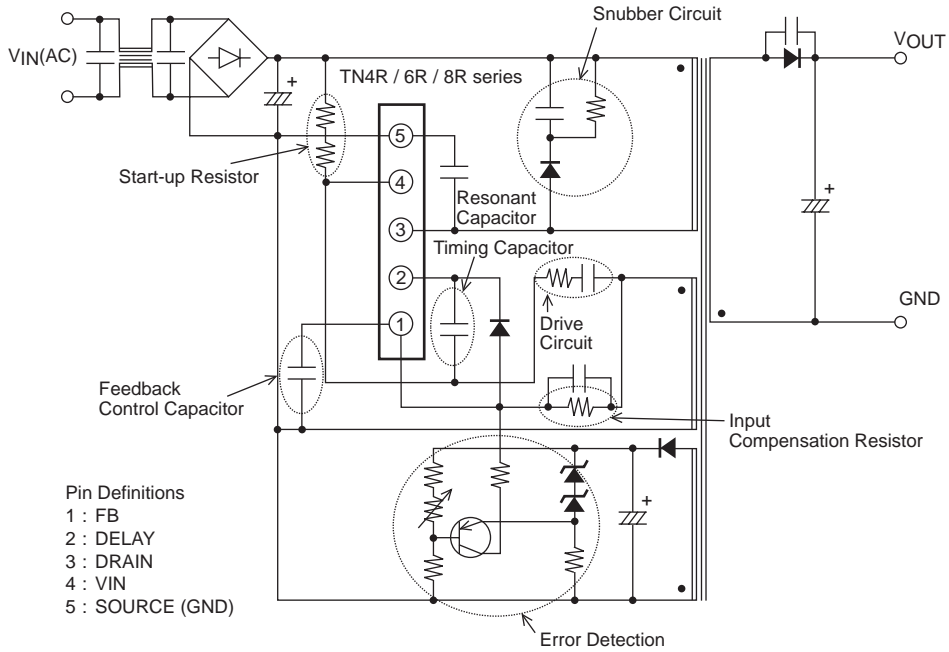 Snubber Circuit
VIN(AC)
VOUT
TN4R / 6R / 8R series
+
5
Start-up Resistor
4
Resonant
Capacitor
+
3
Timing Capacitor
2
GND
1
Drive
Circuit
Feedback
Control Capacitor
Input
Compensation Resistor
Pin Definitions
1 : FB
2 : DELAY
3 : DRAIN
4 : VIN
5 : SOURCE (GND)
+
Error Detection